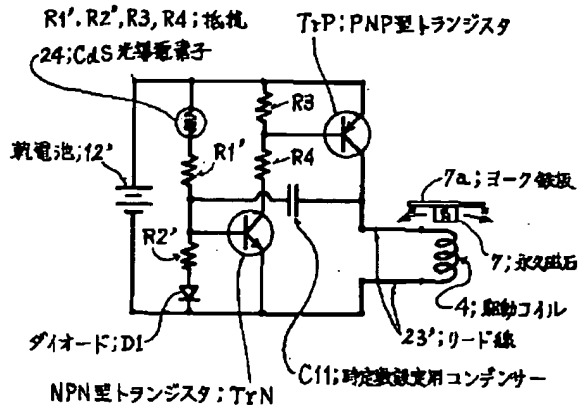 R1', R2', R3, R4;抵抗
24;CdS光導電素子
TrP;PNP型トランジスタ
R3
乾電池;12'
R1'
R4
7a;ヨーク鉄板
S
R2'
7;永久磁石
4;駆動コイル
23';リード線
ダイオード;D1
C11;時定数設定用コンデンサー
NPN型トランジスタ;TrN